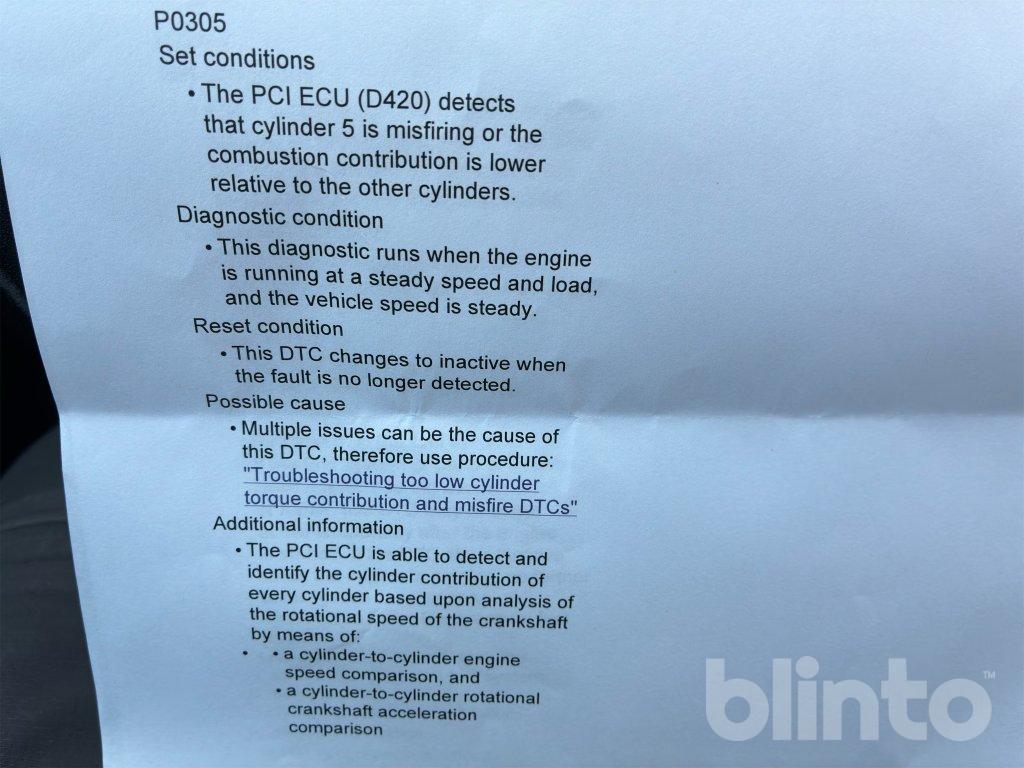 P0305
Set conditions
• The PCI ECU (D420) detects
that cylinder 5 is misfiring or the
combustion contribution is lower
relative to the other cylinders.
Diagnostic condition
• This diagnostic runs when the engine
is running at a steady speed and load,
and the vehicle speed is steady.
Reset condition
• This DTC changes to inactive when
the fault is no longer detected.
Possible cause
• Multiple issues can be the cause of
this DTC, therefore use procedure:
"Troubleshooting too low cylinder
torque contribution and misfire DTCs"
Additional information
• The PCI ECU is able to detect and
identify the cylinder contribution of
every cylinder based upon analysis of
the rotational speed of the crankshaft
by means of:
• • a cylinder-to-cylinder engine
speed comparison, and
• a cylinder-to-cylinder rotational
crankshaft acceleration
comparison
blinto™